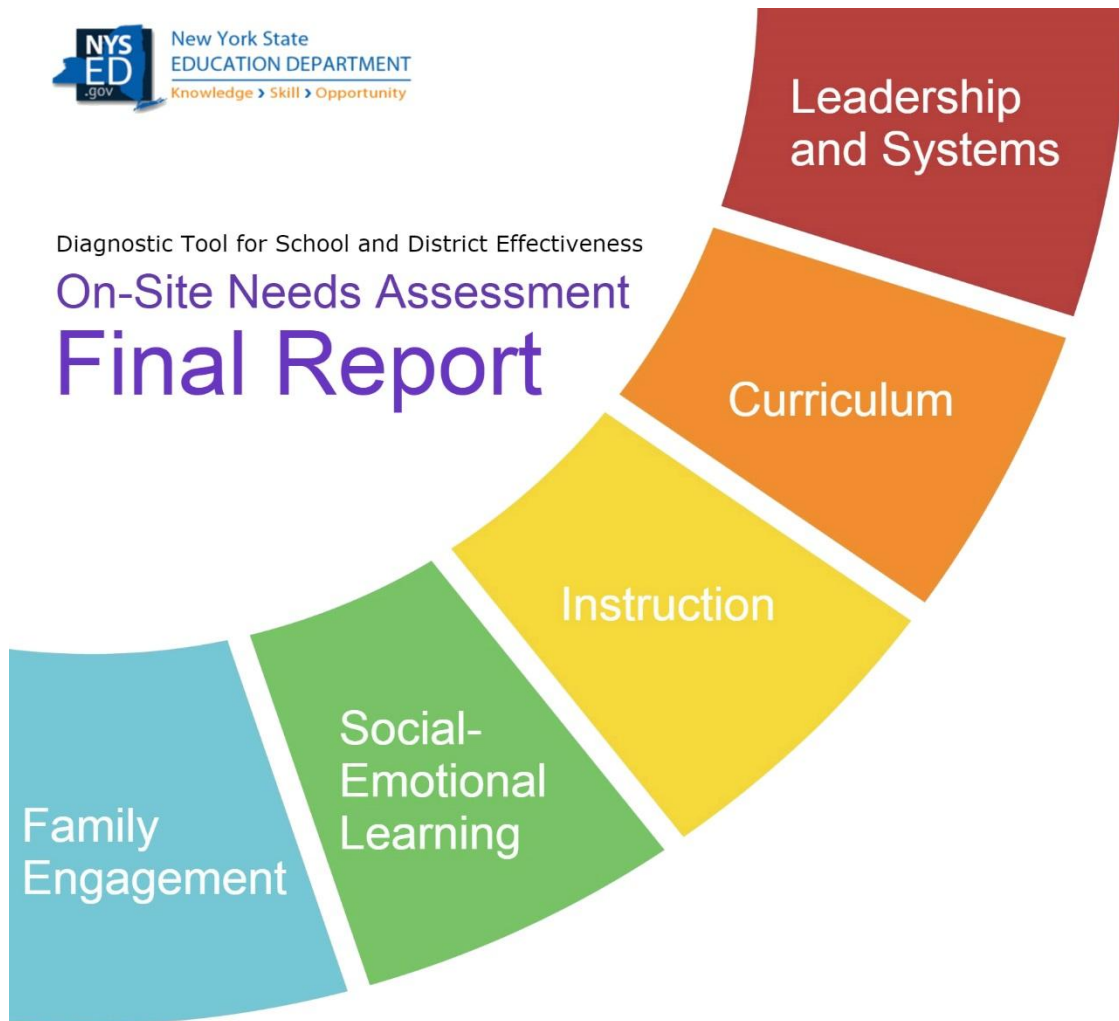 NYS
ED
.gov
New York State
EDUCATION DEPARTMENT
Knowledge › Skill › Opportunity
Diagnostic Tool for School and District Effectiveness
On-Site Needs Assessment
Final Report
Leadership
and Systems
Curriculum
Instruction
Social-
Emotional
Learning
Family
Engagement